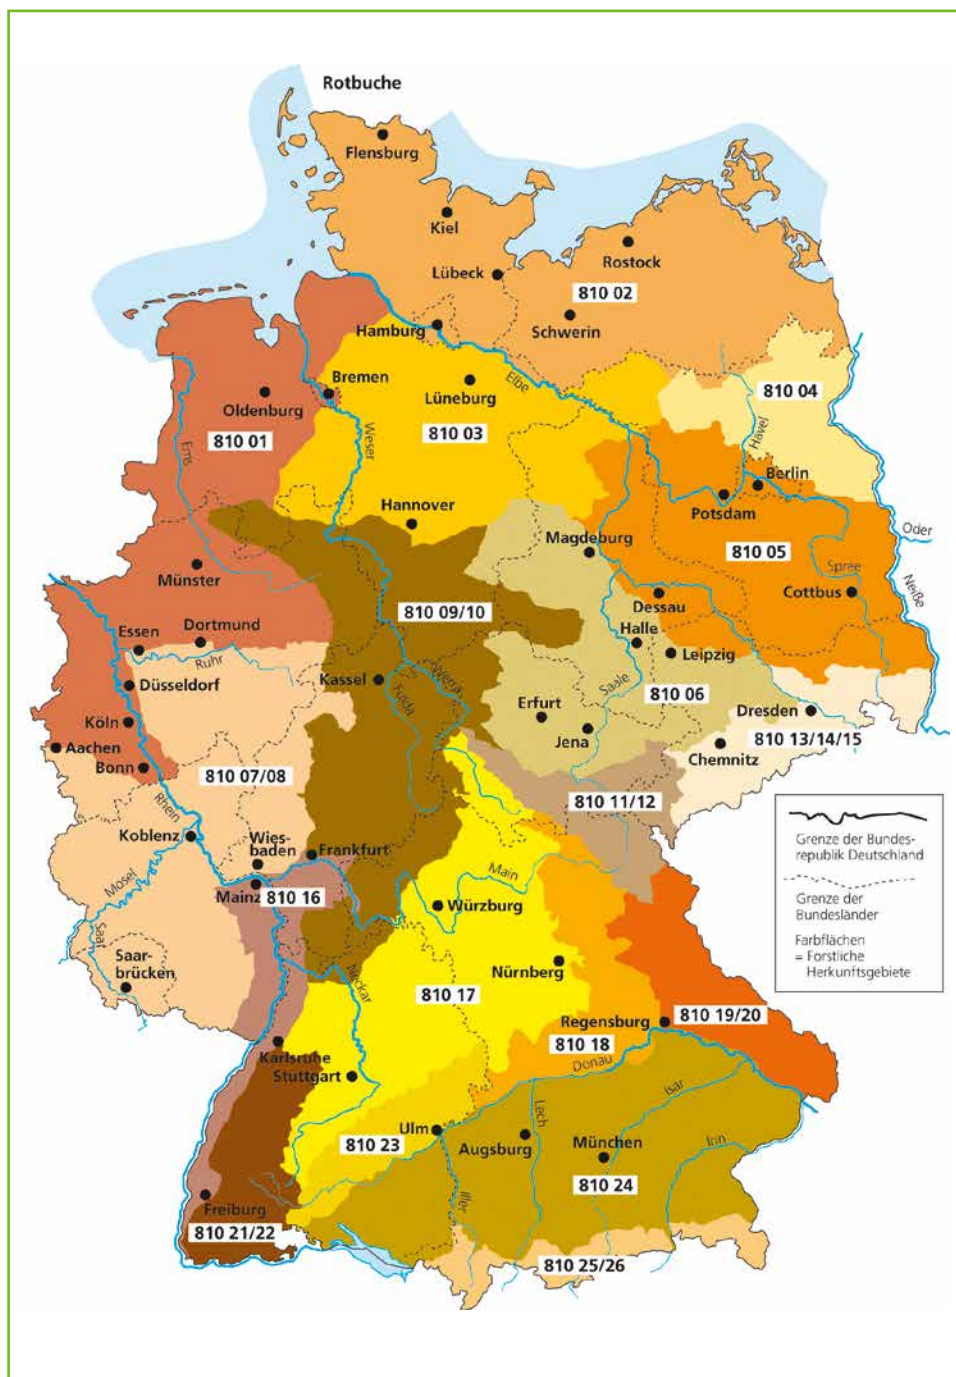 Rotbuche
Flensburg
Kiel
Rostock
Lübeck
810 02
Schwerin
Hamburg
Elbe
Bremen
Lüneburg
810 04
Oldenburg
810 01
Ems
Weser
810 03
Havel
Berlin
Hannover
Potsdam
Oder
Magdeburg
810 05
Münster
Spree
Neiße
810 09/10
Dessau
Cottbus
Essen
Dortmund
Ruhr
Halle
Leipzig
Düsseldorf
Kassel
Werra
Fulda
Saale
810 06
Köln
Erfurt
Dresden
Aachen
Jena
810 13/14/15
Bonn
810 07/08
Chemnitz
Rhein
810 11/12
Koblenz
Wies-
baden
Frankfurt
Grenze der Bundes-
republik Deutschland
Mosel
Main
Mainz
810 16
Grenze der
Bundesländer
Würzburg
Saar
Farbflächen
= Forstliche
Herkunftsgebiete
Saar-
brücken
Neckar
Nürnberg
810 17
Regensburg
810 19/20
810 18
Karlsruhe
Stuttgart
Donau
Isar
Lech
Ulm
810 23
Augsburg
München
Inn
810 24
Iller
Freiburg
810 21/22
810 25/26